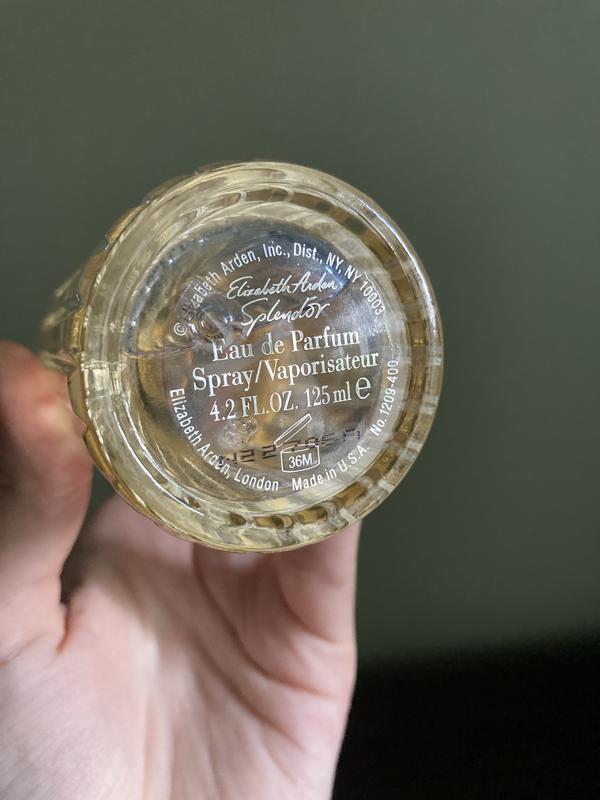 © Elizabeth Arden, Inc., Dist., NY, NY 10003
Elizabeth Arden
Splendor
Eau de Parfum
Spray/Vaporisateur
4.2 FL.OZ. 125 ml ℮
36M
Elizabeth Arden, London Made in U.S.A. No. 1209-400